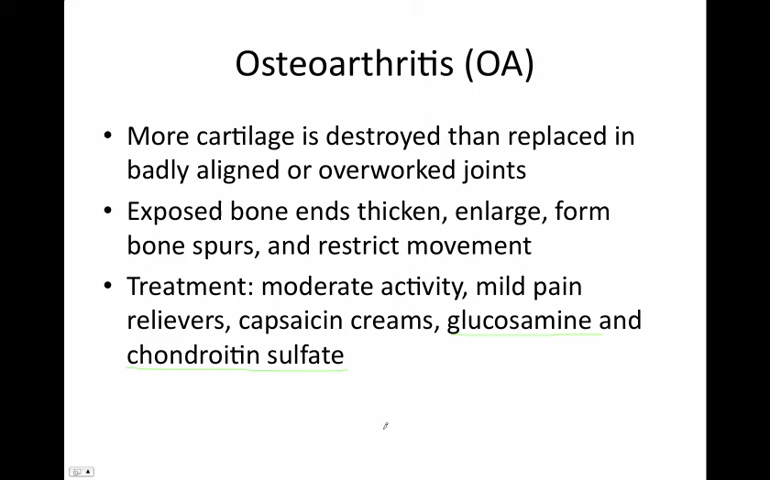 Osteoarthritis (OA)
• More cartilage is destroyed than replaced in
badly aligned or overworked joints
• Exposed bone ends thicken, enlarge, form
bone spurs, and restrict movement
• Treatment: moderate activity, mild pain
relievers, capsaicin creams, glucosamine and
chondroitin sulfate